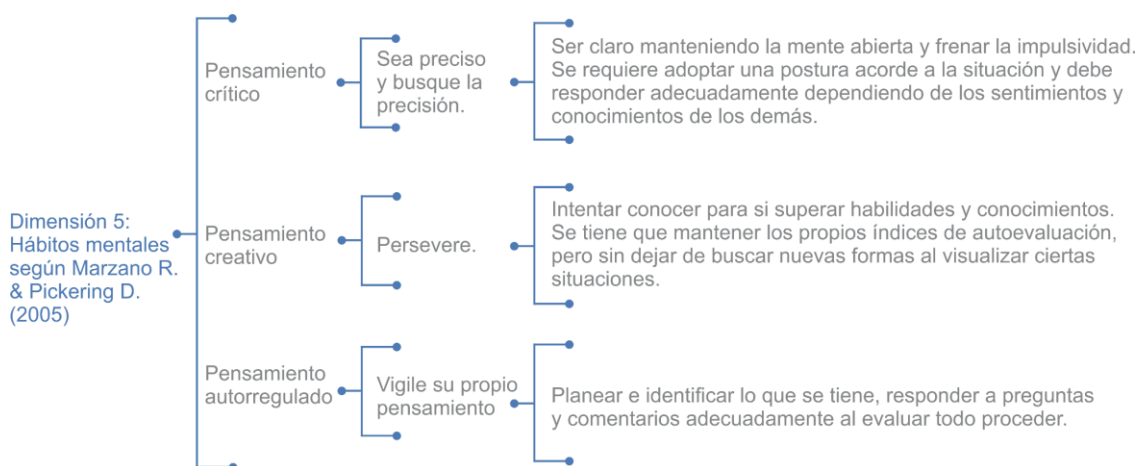 Dimensión 5:
Hábitos mentales
según Marzano R.
& Pickering D.
(2005)
Pensamiento
crítico
Sea preciso
y busque la
precisión.
Ser claro manteniendo la mente abierta y frenar la impulsividad.
Se requiere adoptar una postura acorde a la situación y debe
responder adecuadamente dependiendo de los sentimientos y
conocimientos de los demás.
Pensamiento
creativo
Persevere.
Intentar conocer para si superar habilidades y conocimientos.
Se tiene que mantener los propios índices de autoevaluación,
pero sin dejar de buscar nuevas formas al visualizar ciertas
situaciones.
Pensamiento
autorregulado
Vigile su propio
pensamiento
Planear e identificar lo que se tiene, responder a preguntas
y comentarios adecuadamente al evaluar todo proceder.